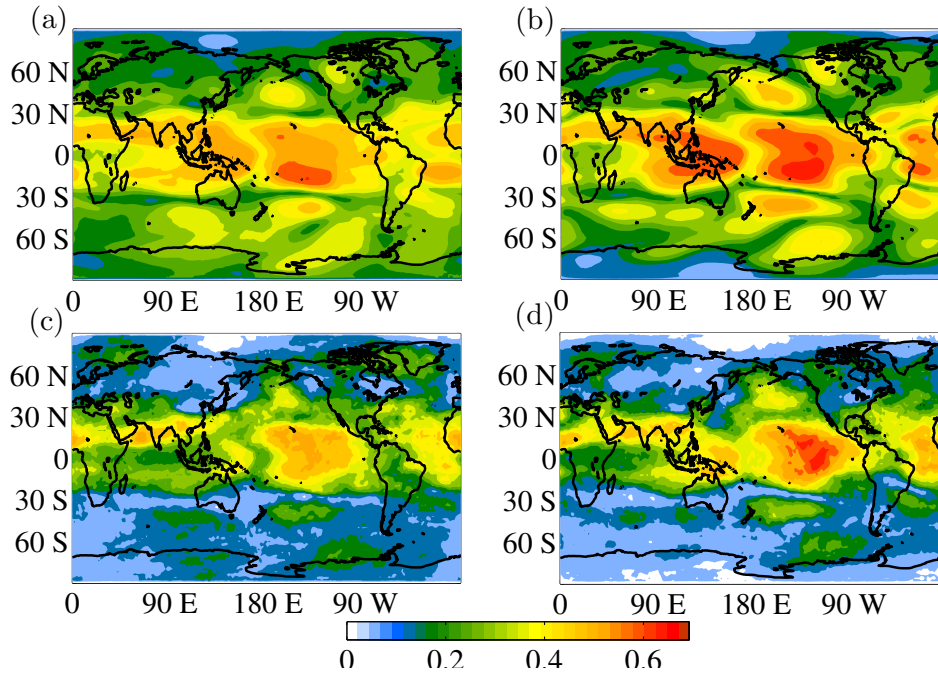 (a) (b)
60 N 60 N
30 N 30 N
0 0
30 S 30 S
60 S 60 S
0 90 E 180 E 90 W 0 90 E 180 E 90 W
(c) (d)
60 N 60 N
30 N 30 N
0 0
30 S 30 S
60 S 60 S
0 90 E 180 E 90 W 0 90 E 180 E 90 W
0 0.2 0.4 0.6